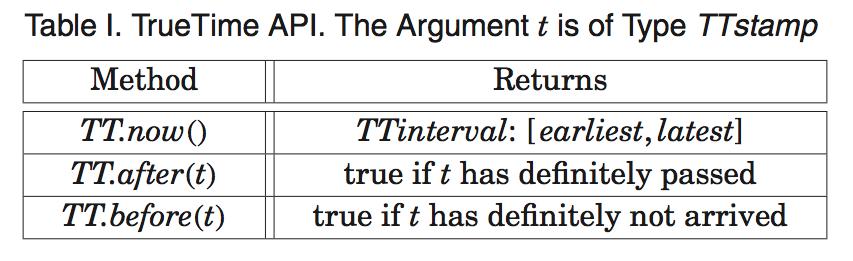 Table I. TrueTime API. The Argument t is of Type TTstamp
Method Returns
TT.now() TTinterval: [earliest, latest]
TT.after(t) true if t has definitely passed
TT.before(t) true if t has definitely not arrived